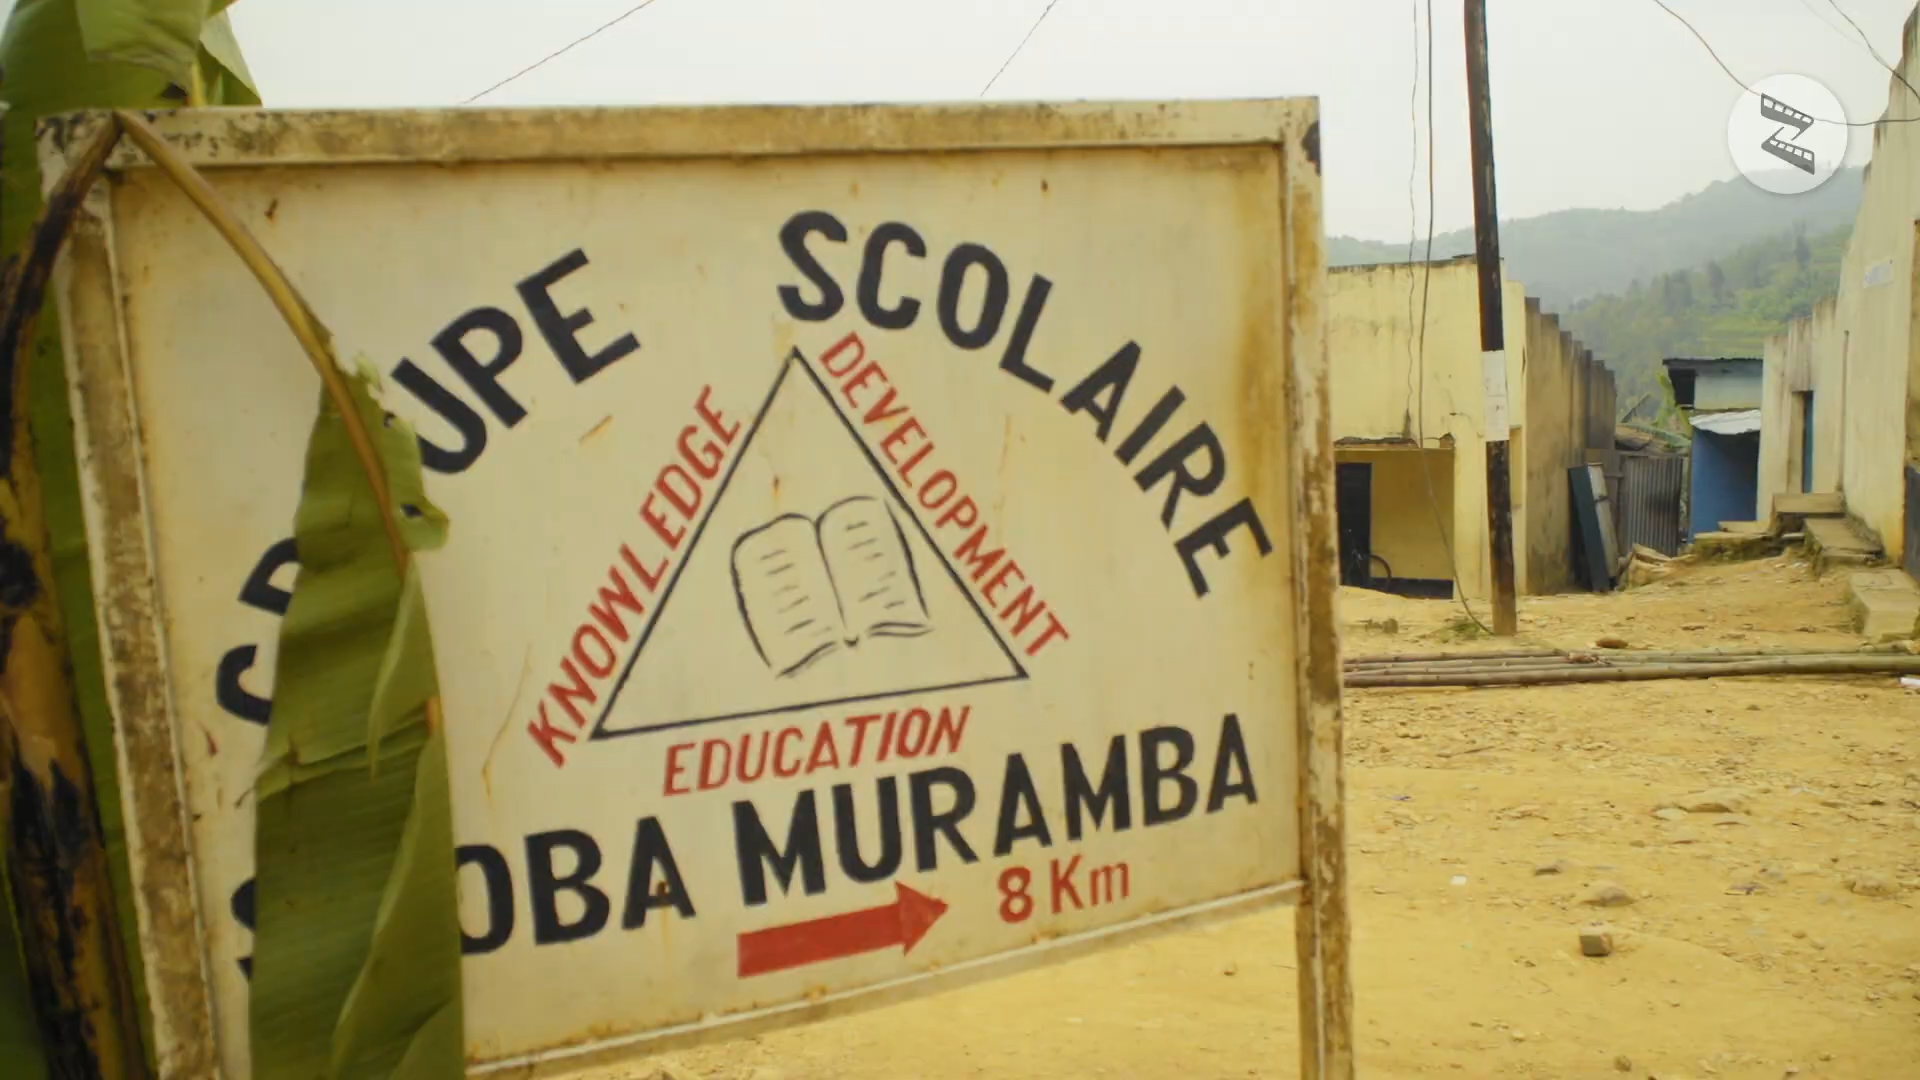 SCOLAIRE
KNOWLEDGE
DEVELOPMENT
EDUCATION
MURAMBA
8 Km